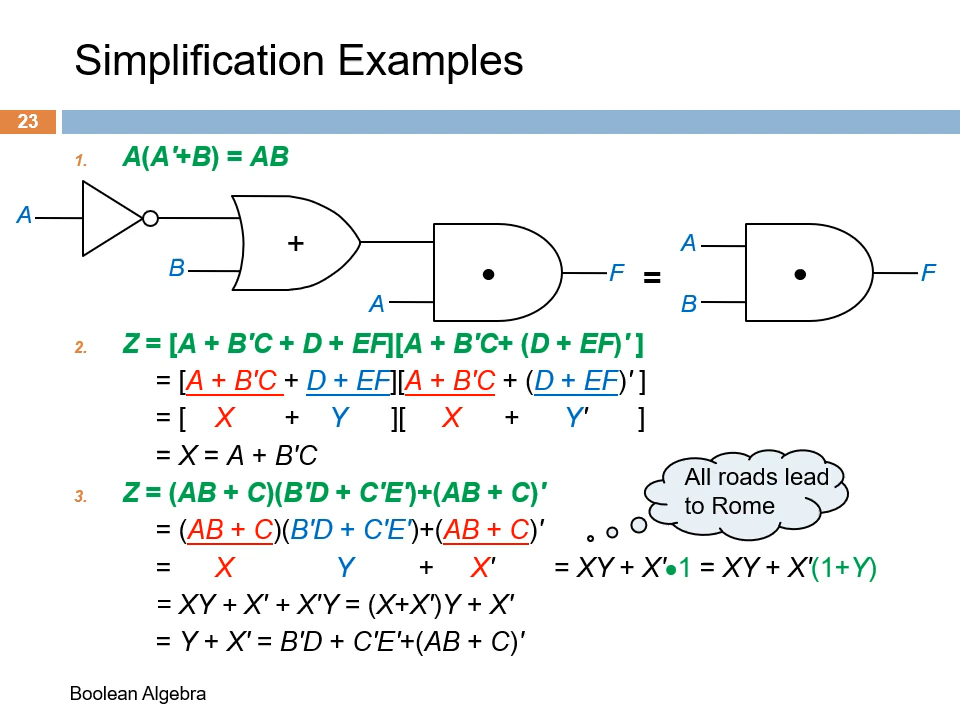 Simplification Examples
23
1. A(A'+B) = AB
A
B
+
A
•
F
=
A
B
•
F
2. Z = [A + B'C + D + EF][A + B'C+ (D + EF)' ]
= [A + B'C + D + EF][A + B'C + (D + EF)' ]
= [ X + Y ][ X + Y' ]
= X = A + B'C
3. Z = (AB + C)(B'D + C'E')+(AB + C)'
All roads lead
to Rome
= (AB + C)(B'D + C'E')+(AB + C)'
= X Y + X' = XY + X'•1 = XY + X'(1+Y)
= XY + X' + X'Y = (X+X')Y + X'
= Y + X' = B'D + C'E'+(AB + C)'
Boolean Algebra